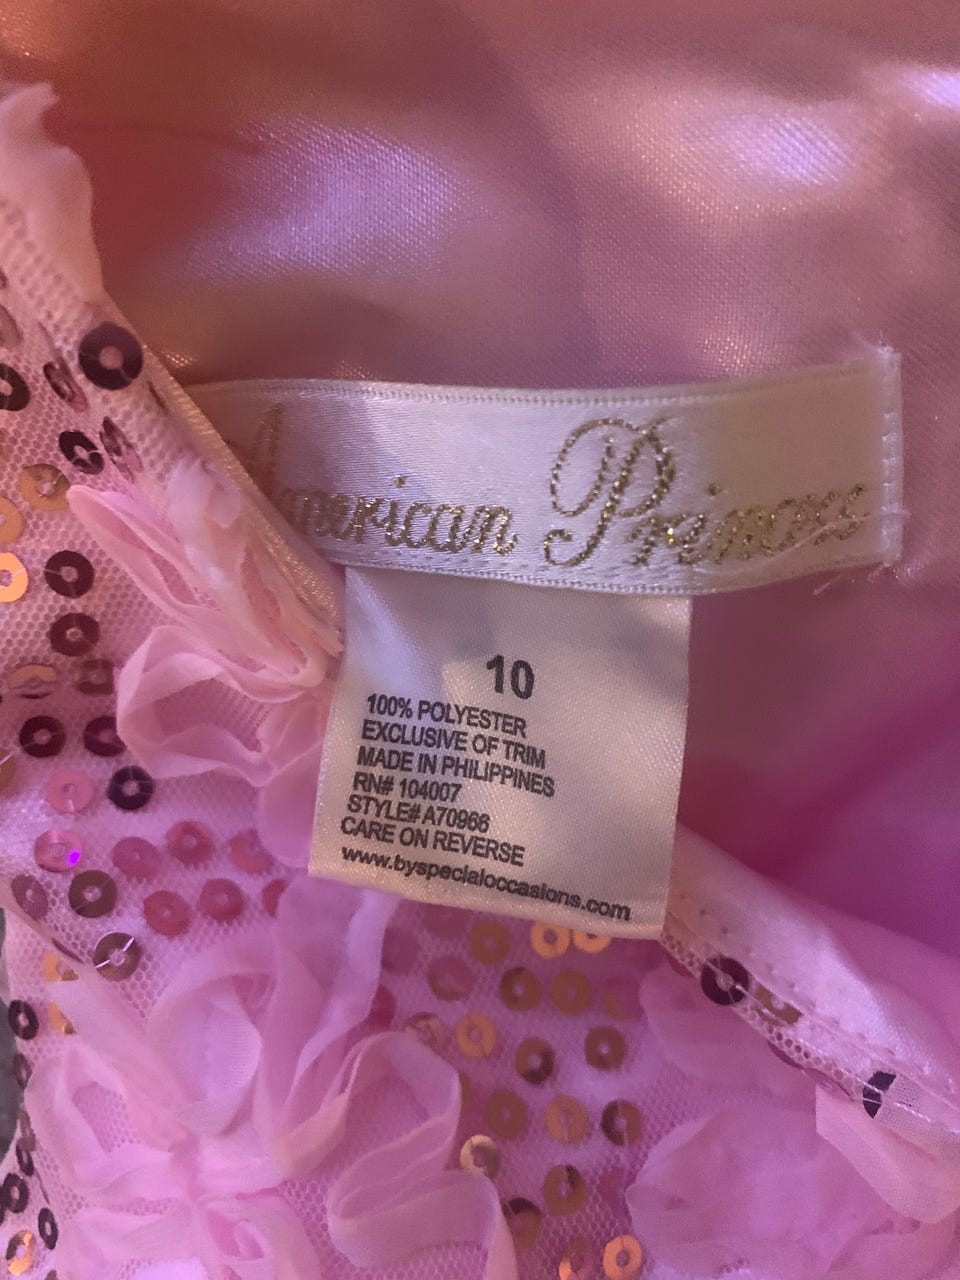 American Princess
10
100% POLYESTER
EXCLUSIVE OF TRIM
MADE IN PHILIPPINES
RN# 104007
STYLE# A70966
CARE ON REVERSE
www.byspecialoccasions.com